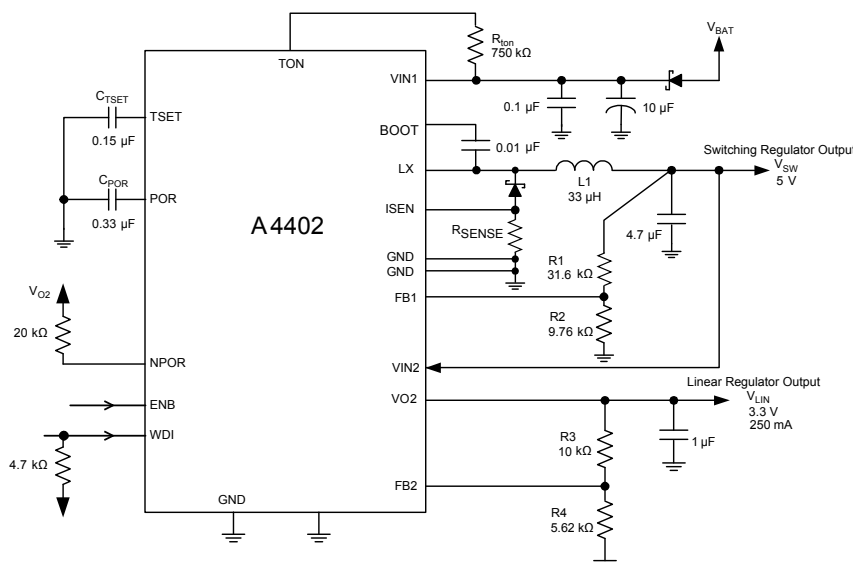 V_BAT
R_ton
750 kΩ
TON
VIN1
0.1 µF
10 µF
C_TSET
TSET
0.15 µF
BOOT
0.01 µF
Switching Regulator Output
V_SW
5 V
LX
L1
33 µH
C_POR
POR
0.33 µF
A4402
ISEN
R_SENSE
4.7 µF
GND
GND
R1
31.6 kΩ
V_O2
FB1
R2
9.76 kΩ
20 kΩ
NPOR
VIN2
Linear Regulator Output
V_LIN
3.3 V
250 mA
ENB
VO2
WDI
R3
10 kΩ
1 µF
4.7 kΩ
FB2
GND
R4
5.62 kΩ